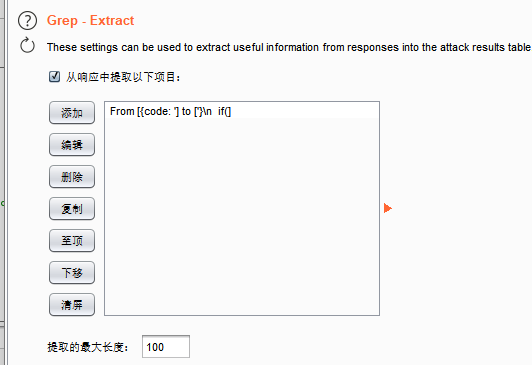 Grep - Extract
These settings can be used to extract useful information from responses into the attack results table
从响应中提取以下项目：
添加
From [{code: '] to ['}\n  if(]
编辑
删除
复制
至顶
下移
清屏
提取的最大长度： 100